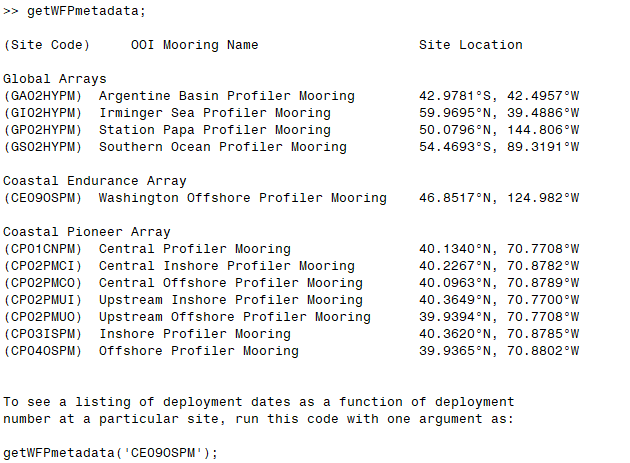 >> getWFPmetadata;
(Site Code)     OOI Mooring Name                    Site Location
Global Arrays
(GA02HYPM)  Argentine Basin Profiler Mooring        42.9781°S, 42.4957°W
(GI02HYPM)  Irminger Sea Profiler Mooring           59.9695°N, 39.4886°W
(GP02HYPM)  Station Papa Profiler Mooring           50.0796°N, 144.806°W
(GS02HYPM)  Southern Ocean Profiler Mooring         54.4693°S, 89.3191°W
Coastal Endurance Array
(CE09OSPM)  Washington Offshore Profiler Mooring    46.8517°N, 124.982°W
Coastal Pioneer Array
(CP01CNPM)  Central Profiler Mooring                40.1340°N, 70.7708°W
(CP02PMCI)  Central Inshore Profiler Mooring        40.2267°N, 70.8782°W
(CP02PMCO)  Central Offshore Profiler Mooring       40.0963°N, 70.8789°W
(CP02PMUI)  Upstream Inshore Profiler Mooring       40.3649°N, 70.7700°W
(CP02PMUO)  Upstream Offshore Profiler Mooring      39.9394°N, 70.7708°W
(CP03ISPM)  Inshore Profiler Mooring                40.3620°N, 70.8785°W
(CP04OSPM)  Offshore Profiler Mooring               39.9365°N, 70.8802°W
To see a listing of deployment dates as a function of deployment
number at a particular site, run this code with one argument as:
getWFPmetadata('CE09OSPM');